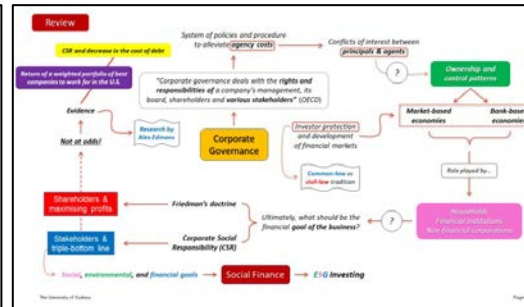 Review
CSR and decrease in the cost of debt
Return of a weighted portfolio of best
companies to work for in the U.S.
Evidence
Not at odds!
Research by
Alex Edmans
System of policies and procedure
to alleviate agency costs
Conflicts of interest between
principals & agents
?
Ownership and
control patterns
"Corporate governance deals with the rights and
responsibilities of a company's management, its
board, shareholders and various stakeholders" (OECD)
Corporate
Governance
Investor protection
and development
of financial markets
Common-law vs
civil-law tradition
Market-based
economies
Bank-based
economies
Role played by...
Households
Financial institutions
Non-financial corporations
?
Shareholders &
maximising profits
Friedman's doctrine
Ultimately, what should be the
financial goal of the business?
Stakeholders &
triple-bottom line
Corporate Social
Responsibility (CSR)
Social, environmental, and financial goals
Social Finance
ESG Investing
The University of Sydney
Page